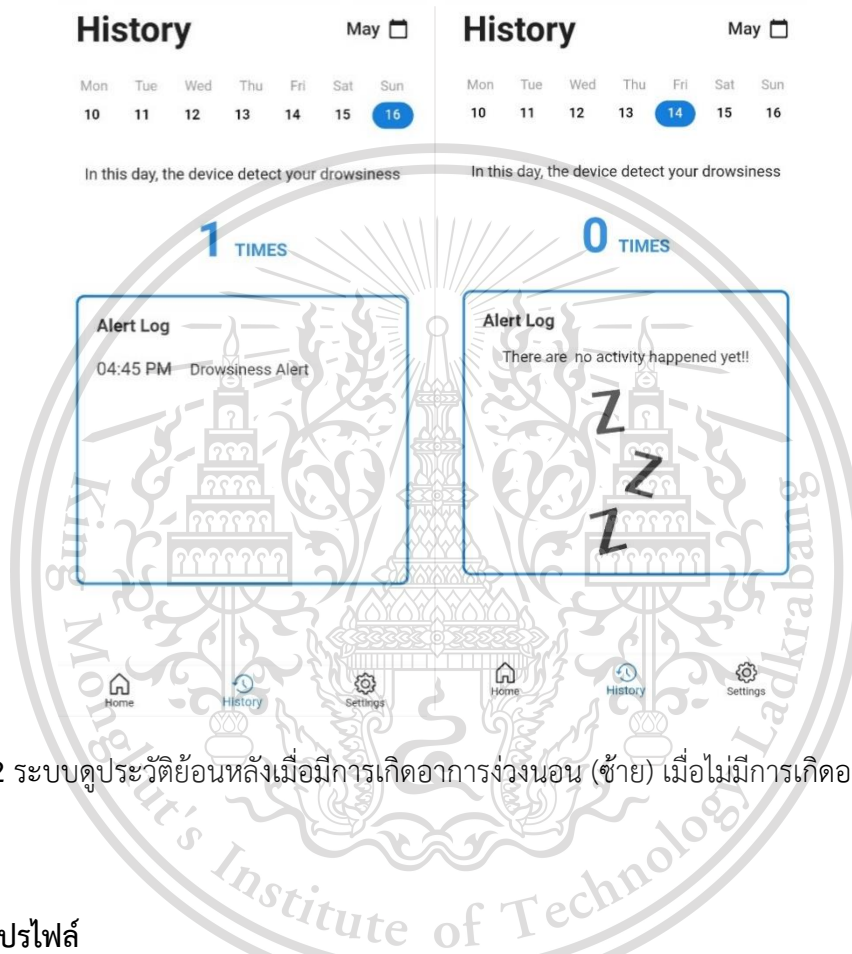 History May
Mon Tue Wed Thu Fri Sat Sun
10 11 12 13 14 15 16
In this day, the device detect your drowsiness
1 TIMES
Alert Log
04:45 PM Drowsiness Alert
Home History Settings
History May
Mon Tue Wed Thu Fri Sat Sun
10 11 12 13 14 15 16
In this day, the device detect your drowsiness
0 TIMES
Alert Log
There are no activity happened yet!!
Z
Z
Z
Home History Settings
2 ระบบดูประวัติย้อนหลังเมื่อมีการเกิดอาการง่วงนอน (ซ้าย) เมื่อไม่มีการเกิดอ
ปรไฟล์
King Mongkut's Institute of Technology Ladkrabang